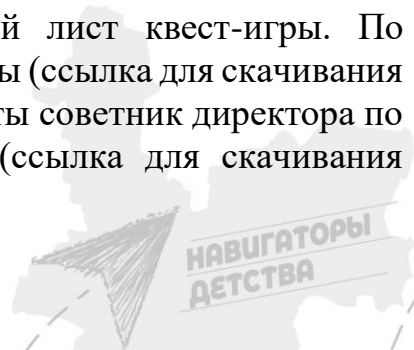 й лист квест-игры. По
ы (ссылка для скачивания
ты советник директора по
(ссылка для скачивания
НАВИГАТОРЫ
ДЕТСТВА